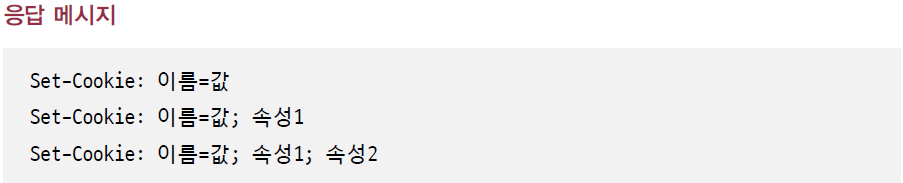 응답 메시지
Set-Cookie: 이름=값
Set-Cookie: 이름=값; 속성1
Set-Cookie: 이름=값; 속성1; 속성2